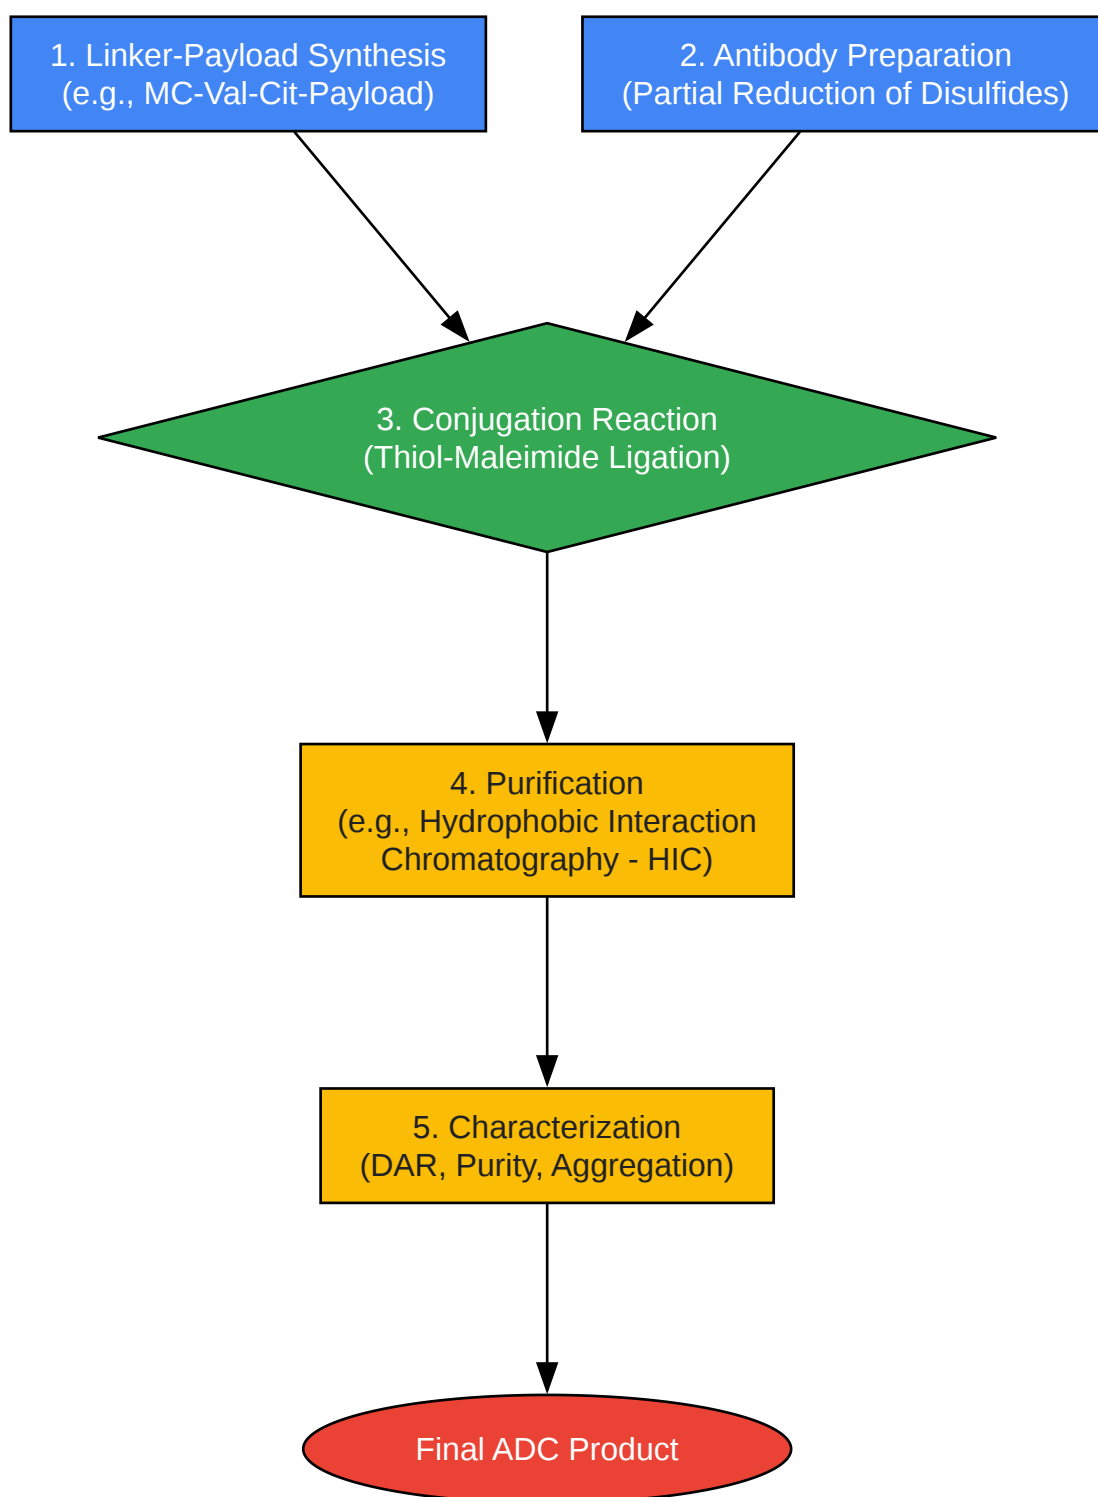 1. Linker-Payload Synthesis
(e.g., MC-Val-Cit-Payload)
2. Antibody Preparation
(Partial Reduction of Disulfides)
3. Conjugation Reaction
(Thiol-Maleimide Ligation)
4. Purification
(e.g., Hydrophobic Interaction
Chromatography - HIC)
5. Characterization
(DAR, Purity, Aggregation)
Final ADC Product